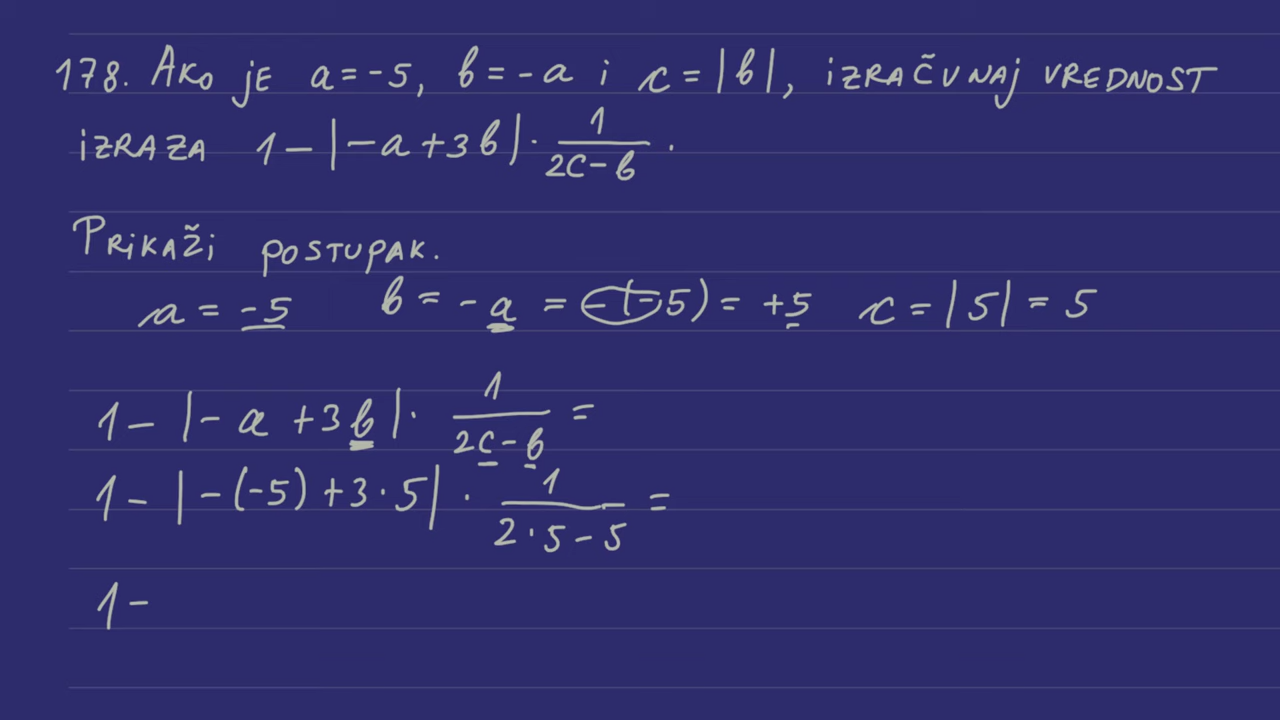 178. Ako je a = -5, b = -a i c = |b|, izračunaj vrednost
izraza 1 - |-a + 3b| · 1/(2c - b).
Prikaži postupak.
a = -5 b = -a = -(-5) = +5 c = |5| = 5
1 - |-a + 3b| · 1/(2c - b) =
1 - |-(-5) + 3·5| · 1/(2·5 - 5) =
1 -